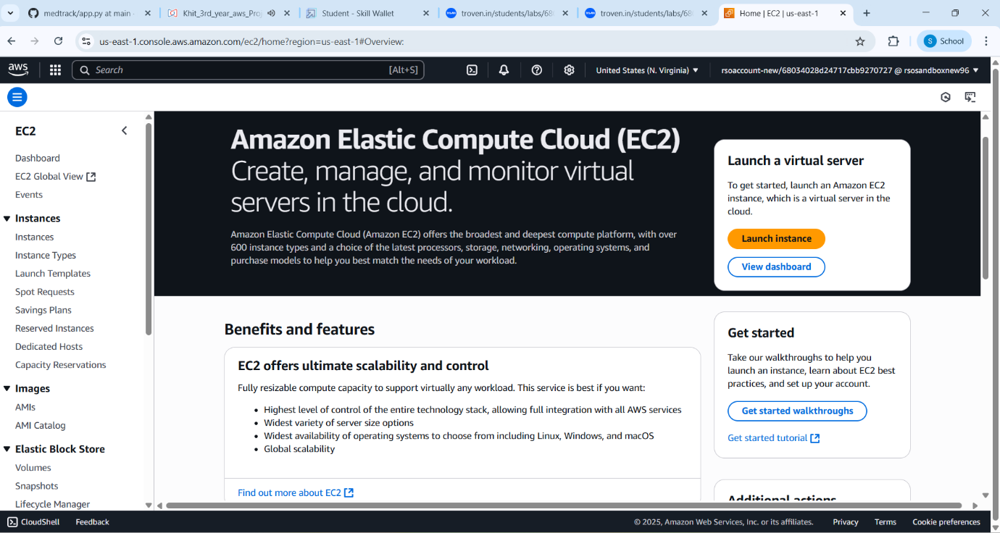 medtrack/app.py at main
Khit_3rd_year_aws_Proj
Student - Skill Wallet
troven.in/students/labs/68
troven.in/students/labs/68
Home | EC2 | us-east-1
us-east-1.console.aws.amazon.com/ec2/home?region=us-east-1#Overview:
S School
aws
Search [Alt+S]
United States (N. Virginia)
rsoaccount-new/68034028d24717cbb9270727 @ rsosandboxnew96
EC2
Dashboard
EC2 Global View
Events
Instances
Instances
Instance Types
Launch Templates
Spot Requests
Savings Plans
Reserved Instances
Dedicated Hosts
Capacity Reservations
Images
AMIs
AMI Catalog
Elastic Block Store
Volumes
Snapshots
Lifecycle Manager
Amazon Elastic Compute Cloud (EC2)
Create, manage, and monitor virtual
servers in the cloud.
Amazon Elastic Compute Cloud (Amazon EC2) offers the broadest and deepest compute platform, with over
600 instance types and a choice of the latest processors, storage, networking, operating systems, and
purchase models to help you best match the needs of your workload.
Launch a virtual server
To get started, launch an Amazon EC2
instance, which is a virtual server in the
cloud.
Launch instance
View dashboard
Benefits and features
EC2 offers ultimate scalability and control
Fully resizable compute capacity to support virtually any workload. This service is best if you want:
• Highest level of control of the entire technology stack, allowing full integration with all AWS services
• Widest variety of server size options
• Widest availability of operating systems to choose from including Linux, Windows, and macOS
• Global scalability
Find out more about EC2
Get started
Take our walkthroughs to help you
launch an instance, learn about EC2 best
practices, and set up your account.
Get started walkthroughs
Get started tutorial
Additional actions
CloudShell
Feedback
© 2025, Amazon Web Services, Inc. or its affiliates.
Privacy
Terms
Cookie preferences